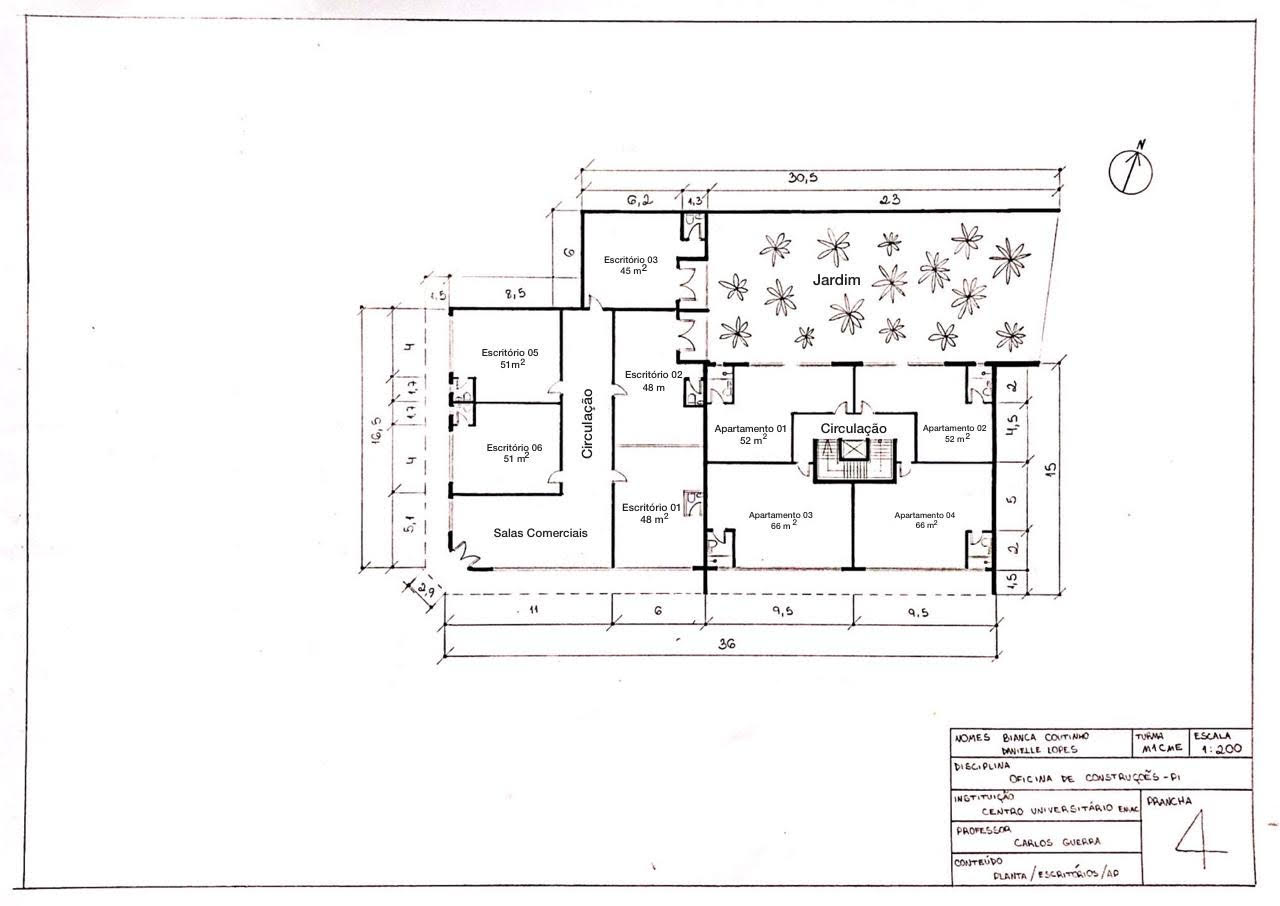 N
30,5
6,2
1,3
23
6
Escritório 03
45 m²
Jardim
1,5
8,5
4
1,7
1,7
4
5,1
16,5
Escritório 05
51m²
Escritório 06
51 m²
Circulação
Escritório 02
48 m
Escritório 01
48 m²
Salas Comerciais
Apartamento 01
52 m²
Circulação
Apartamento 02
52 m²
Apartamento 03
66 m²
Apartamento 04
66 m²
2
4,5
5
2
1,5
15
2,9
11
6
9,5
9,5
36
NOMES BIANCA COUTINHO
DANIELLE LOPES
TURMA
M1CME
ESCALA
1:200
DISCIPLINA
OFICINA DE CONSTRUÇÕES-PI
INSTITUIÇÃO
CENTRO UNIVERSITÁRIO ENIAC
PRANCHA
4
PROFESSOR
CARLOS GUERRA
CONTEÚDO
PLANTA/ESCRITÓRIOS/AP